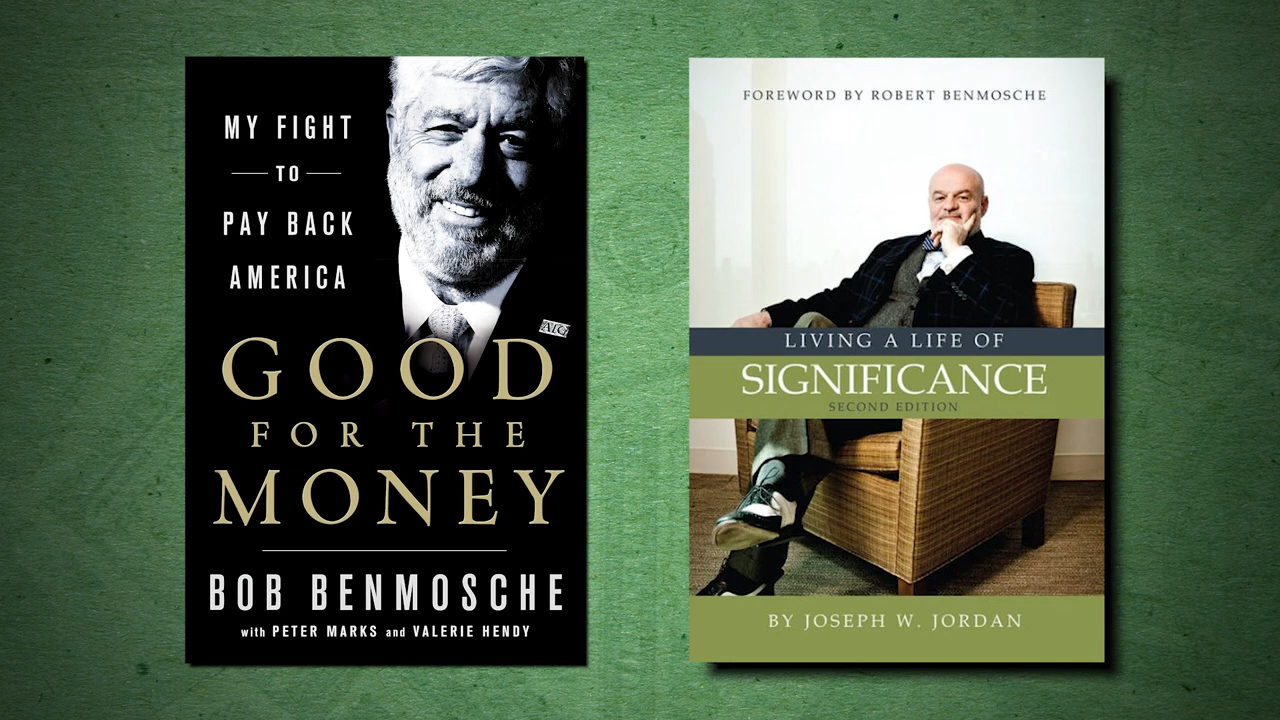 MY FIGHT
TO
PAY BACK
AMERICA
AIG
GOOD
FOR THE
MONEY
BOB BENMOSCHE
with PETER MARKS and VALERIE HENDY
FOREWORD BY ROBERT BENMOSCHE
LIVING A LIFE OF
SIGNIFICANCE
SECOND EDITION
BY JOSEPH W. JORDAN